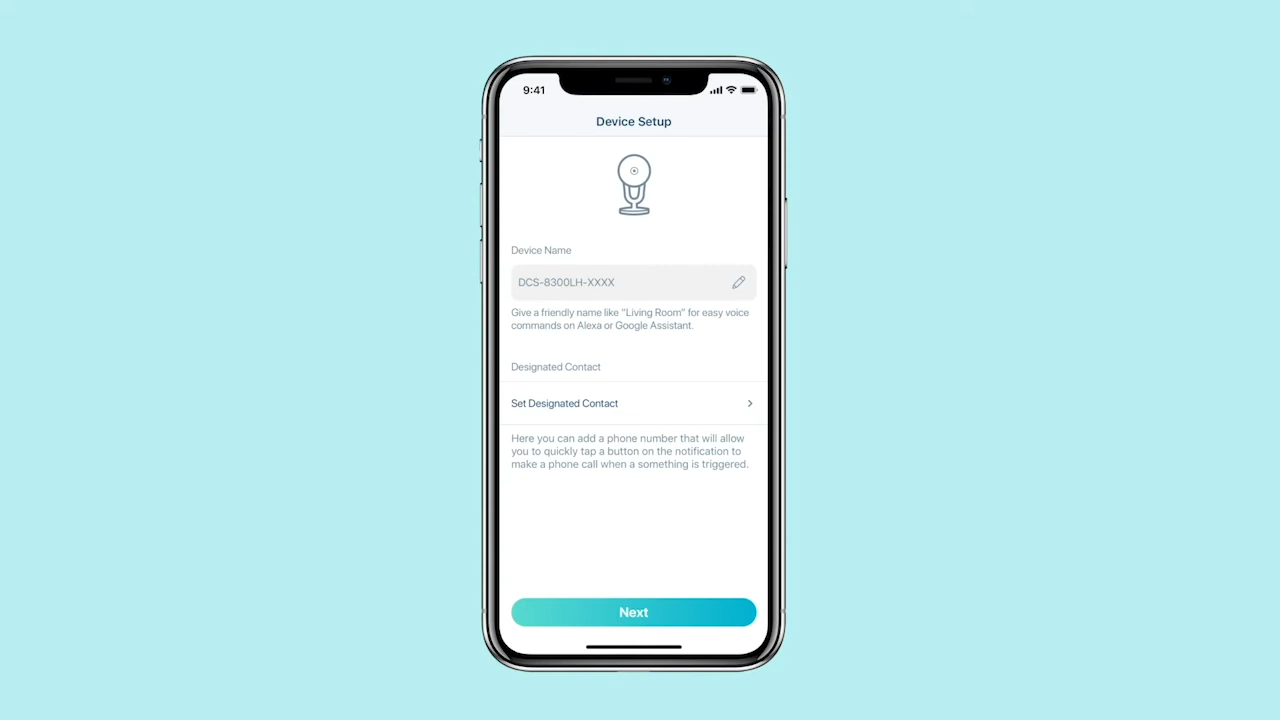 9:41
Device Setup
Device Name
DCS-8300LH-XXXX
Give a friendly name like "Living Room" for easy voice
commands on Alexa or Google Assistant.
Designated Contact
Set Designated Contact
Here you can add a phone number that will allow
you to quickly tap a button on the notification to
make a phone call when a something is triggered.
Next